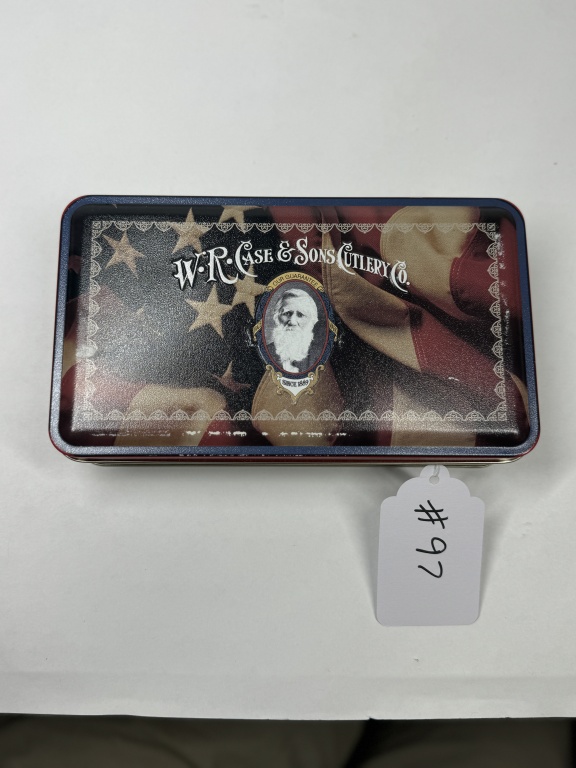 W.R. Case & Sons Cutlery Co.
OUR GUARANTEE
SINCE 1889
#97